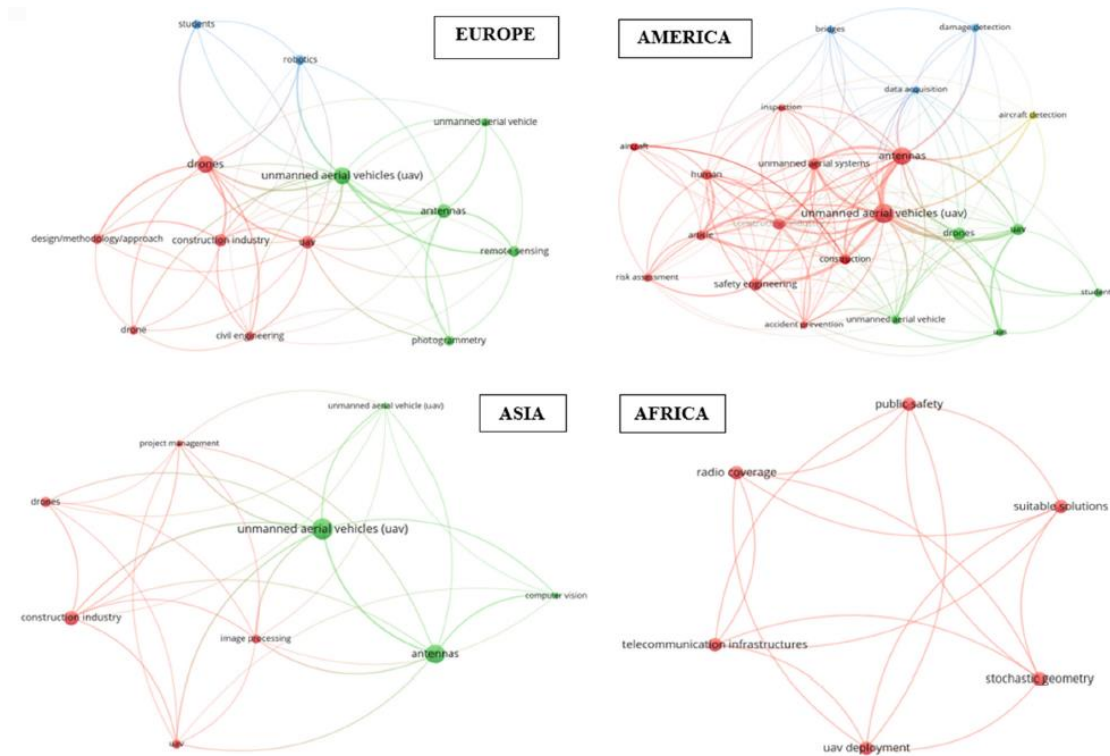 EUROPE
students
robotics
unmanned aerial vehicle
drones
unmanned aerial vehicles (uav)
antennas
design/methodology/approach
construction industry
uav
remote sensing
drone
civil engineering
photogrammetry
AMERICA
bridges
damage detection
data acquisition
inspection
aircraft detection
aircraft
antennas
unmanned aerial systems
human
unmanned aerial vehicles (uav)
article
drones
uav
construction
risk assessment
safety engineering
students
accident prevention
unmanned aerial vehicle
ASIA
unmanned aerial vehicle (uav)
project management
drones
unmanned aerial vehicles (uav)
computer vision
construction industry
image processing
antennas
uav
AFRICA
public safety
radio coverage
suitable solutions
telecommunication infrastructures
stochastic geometry
uav deployment